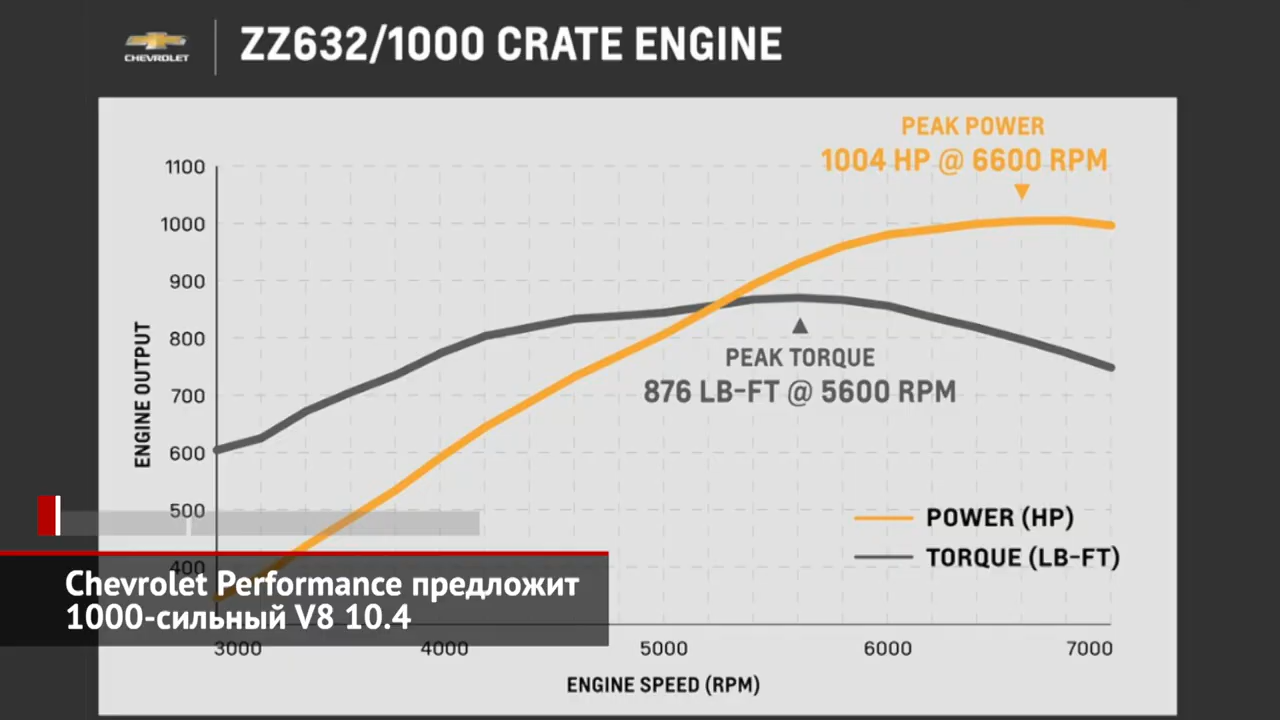 CHEVROLET
ZZ632/1000 CRATE ENGINE
PEAK POWER
1004 HP @ 6600 RPM
1100
1000
900
800
700
600
500
400
ENGINE OUTPUT
PEAK TORQUE
876 LB-FT @ 5600 RPM
POWER (HP)
TORQUE (LB-FT)
Chevrolet Performance предложит
1000-сильный V8 10.4
3000 4000 5000 6000 7000
ENGINE SPEED (RPM)